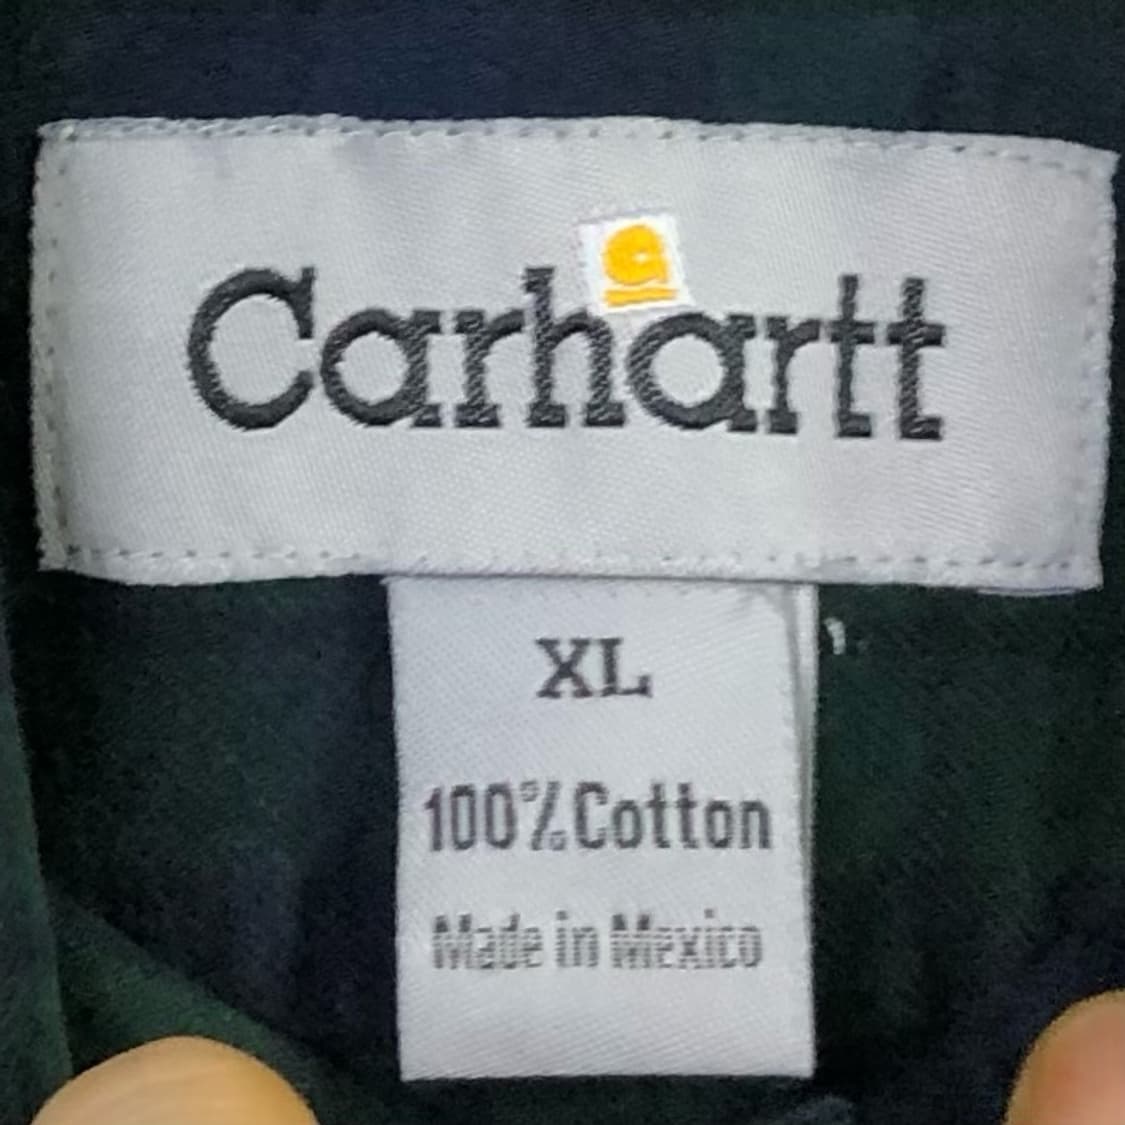 Carhartt
XL
100% Cotton
Made in Mexico